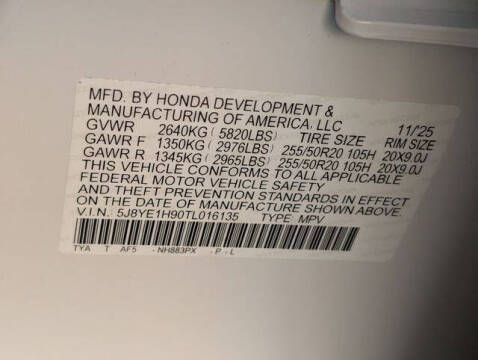 MFD. BY HONDA DEVELOPMENT &
MANUFACTURING OF AMERICA, LLC 11/'25
GVWR 2640KG ( 5820LBS) TIRE SIZE RIM SIZE
GAWR F 1350KG ( 2976LBS) 255/50R20 105H 20X9.0J
GAWR R 1345KG ( 2965LBS) 255/50R20 105H 20X9.0J
THIS VEHICLE CONFORMS TO ALL APPLICABLE
FEDERAL MOTOR VEHICLE SAFETY
AND THEFT PREVENTION STANDARDS IN EFFECT
ON THE DATE OF MANUFACTURE SHOWN ABOVE.
V.I.N. 5J8YE1H90TL016135 TYPE MPV
TYA T AF5 - NH883PX - P - L